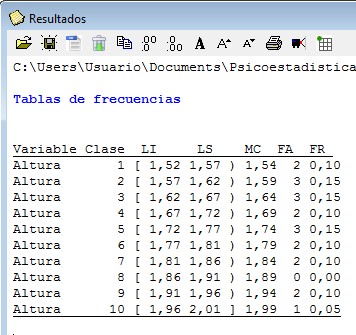 Resultados
C:\Users\Usuario\Documents\Psicoestadistica
Tablas de frecuencias
Variable Clase LI LS MC FA FR
Altura 1 [ 1,52 1,57 ) 1,54 2 0,10
Altura 2 [ 1,57 1,62 ) 1,59 3 0,15
Altura 3 [ 1,62 1,67 ) 1,64 3 0,15
Altura 4 [ 1,67 1,72 ) 1,69 2 0,10
Altura 5 [ 1,72 1,77 ) 1,74 3 0,15
Altura 6 [ 1,77 1,81 ) 1,79 2 0,10
Altura 7 [ 1,81 1,86 ) 1,84 2 0,10
Altura 8 [ 1,86 1,91 ) 1,89 0 0,00
Altura 9 [ 1,91 1,96 ) 1,94 2 0,10
Altura 10 [ 1,96 2,01 ] 1,99 1 0,05